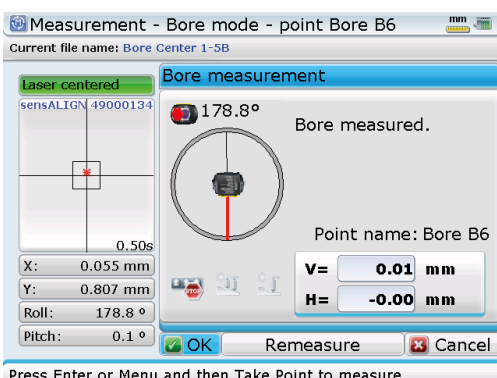 Measurement - Bore mode - point Bore B6
mm
Current file name: Bore Center 1-5B
Laser centered
sensALIGN 49000134
0.50s
X: 0.055 mm
Y: 0.807 mm
Roll: 178.8 º
Pitch: 0.1 º
Bore measurement
178.8º
Bore measured.
Point name: Bore B6
STOP
V= 0.01 mm
H= -0.00 mm
OK
Remeasure
Cancel
Press Enter or Menu and then Take Point to measure